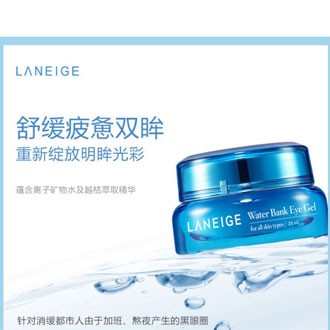 LANEIGE
舒缓疲惫双眸
重新绽放明眸光彩
蕴含离子矿物水及越桔萃取精华
LANEIGE
Water Bank Eye Gel
for all skin types / 25 ml
针对消缓都市人由于加班、熬夜产生的黑眼圈